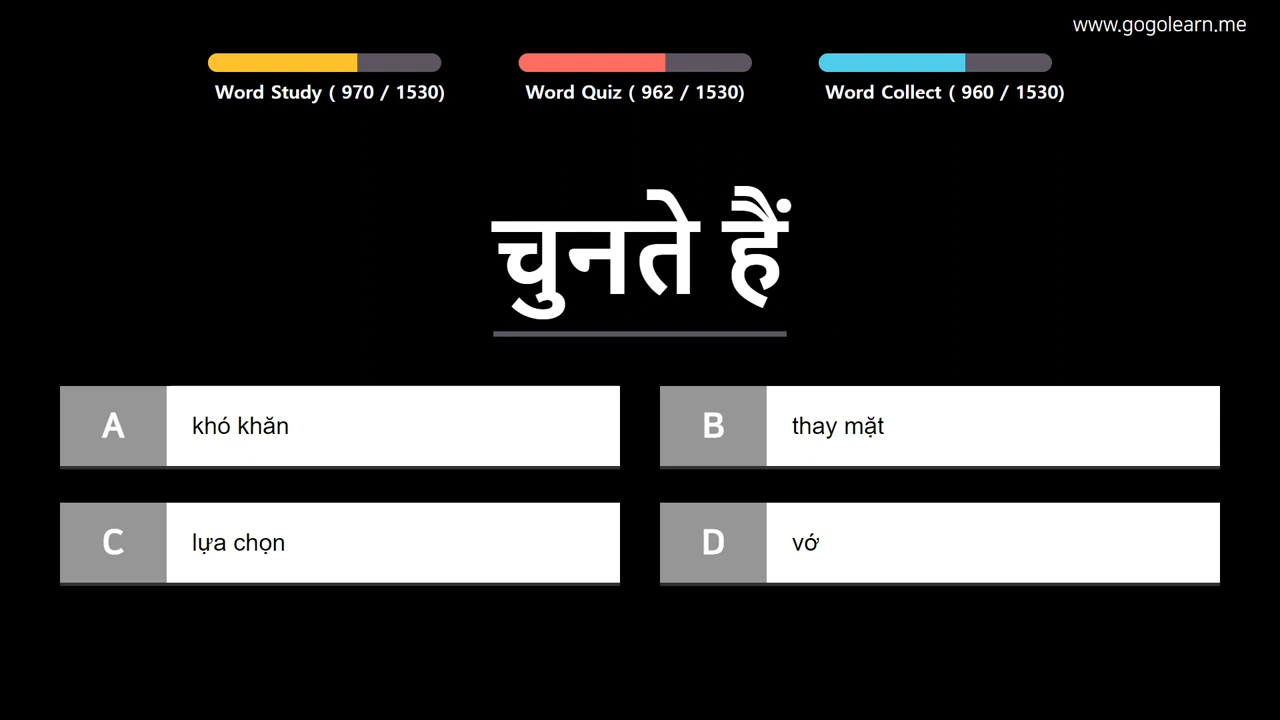 www.gogolearn.me
Word Study ( 970 / 1530)
Word Quiz ( 962 / 1530)
Word Collect ( 960 / 1530)
चुनते हैं
A khó khăn
B thay mặt
C lựa chọn
D vớ